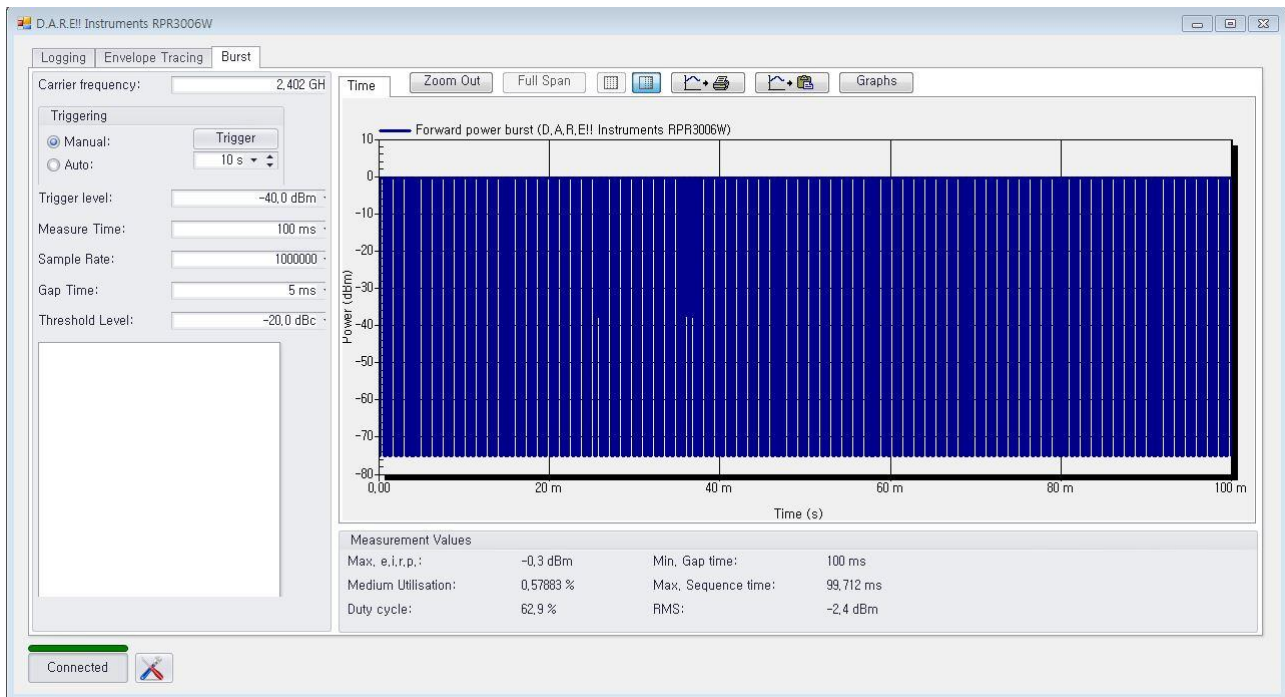 D.A.R.E!! Instruments RPR3006W
Logging Envelope Tracing Burst
Carrier frequency: 2,402 GH
Triggering
Manual: Trigger
Auto: 10 s
Trigger level: -40,0 dBm
Measure Time: 100 ms
Sample Rate: 1000000
Gap Time: 5 ms
Threshold Level: -20,0 dBc
Time Zoom Out Full Span Graphs
Forward power burst (D,A,R,E!! Instruments RPR3006W)
Power (dBm)
10
0
-10
-20
-30
-40
-50
-60
-70
-80
0,00 20 m 40 m 60 m 80 m 100 m
Time (s)
Measurement Values
Max, e,i,r,p,: -0,3 dBm Min, Gap time: 100 ms
Medium Utilisation: 0,57883 % Max, Sequence time: 99,712 ms
Duty cycle: 62,9 % RMS: -2,4 dBm
Connected